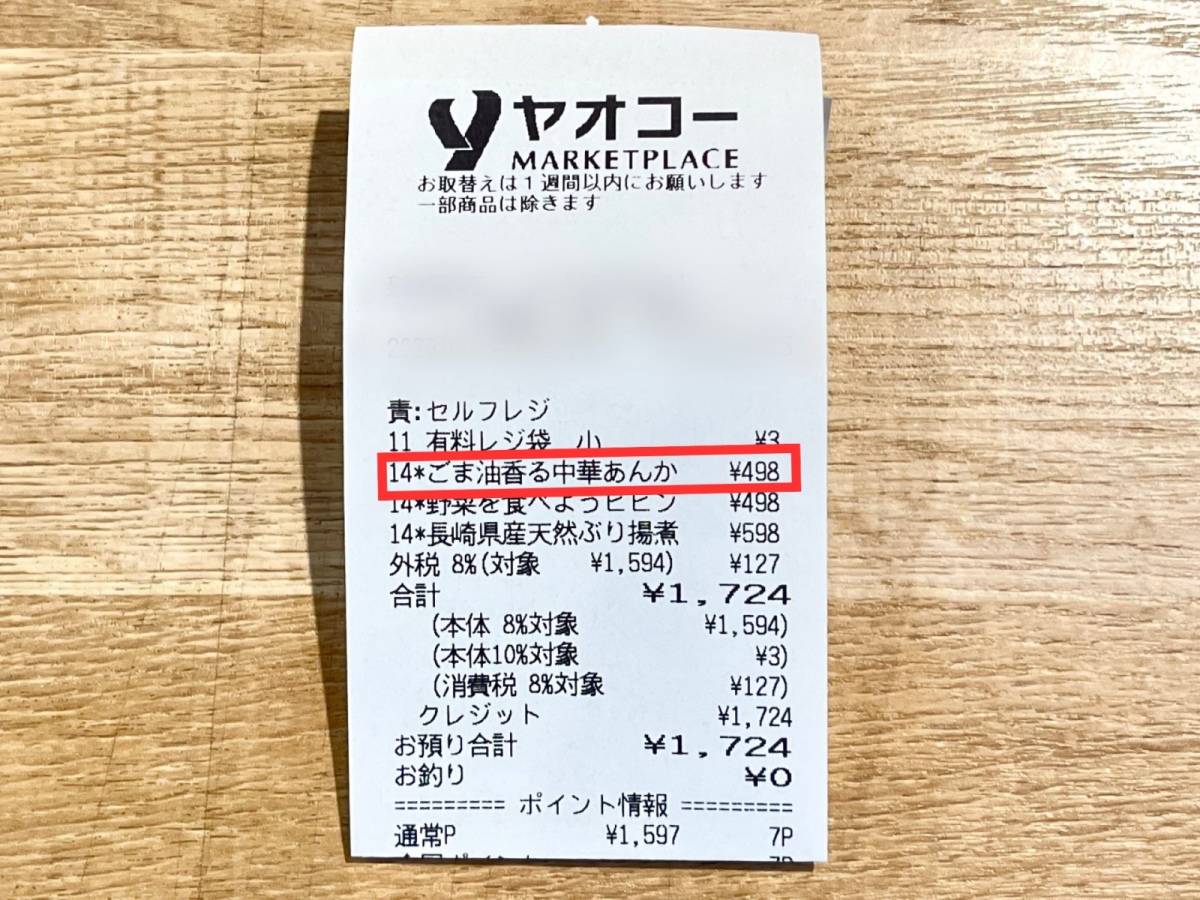 ヤオコー
MARKETPLACE
お取替えは1週間以内にお願いします
一部商品は除きます
責:セルフレジ
11 有料レジ袋 小 ¥3
14*ごま油香る中華あんか ¥498
14*野菜を食べようビビン ¥498
14*長崎県産天然ぶり揚煮 ¥598
外税 8%(対象 ¥1,594) ¥127
合計 ¥1,724
(本体 8%対象 ¥1,594)
(本体10%対象 ¥3)
(消費税 8%対象 ¥127)
クレジット ¥1,724
お預り合計 ¥1,724
お釣り ¥0
========= ポイント情報 =========
通常P ¥1,597 7P